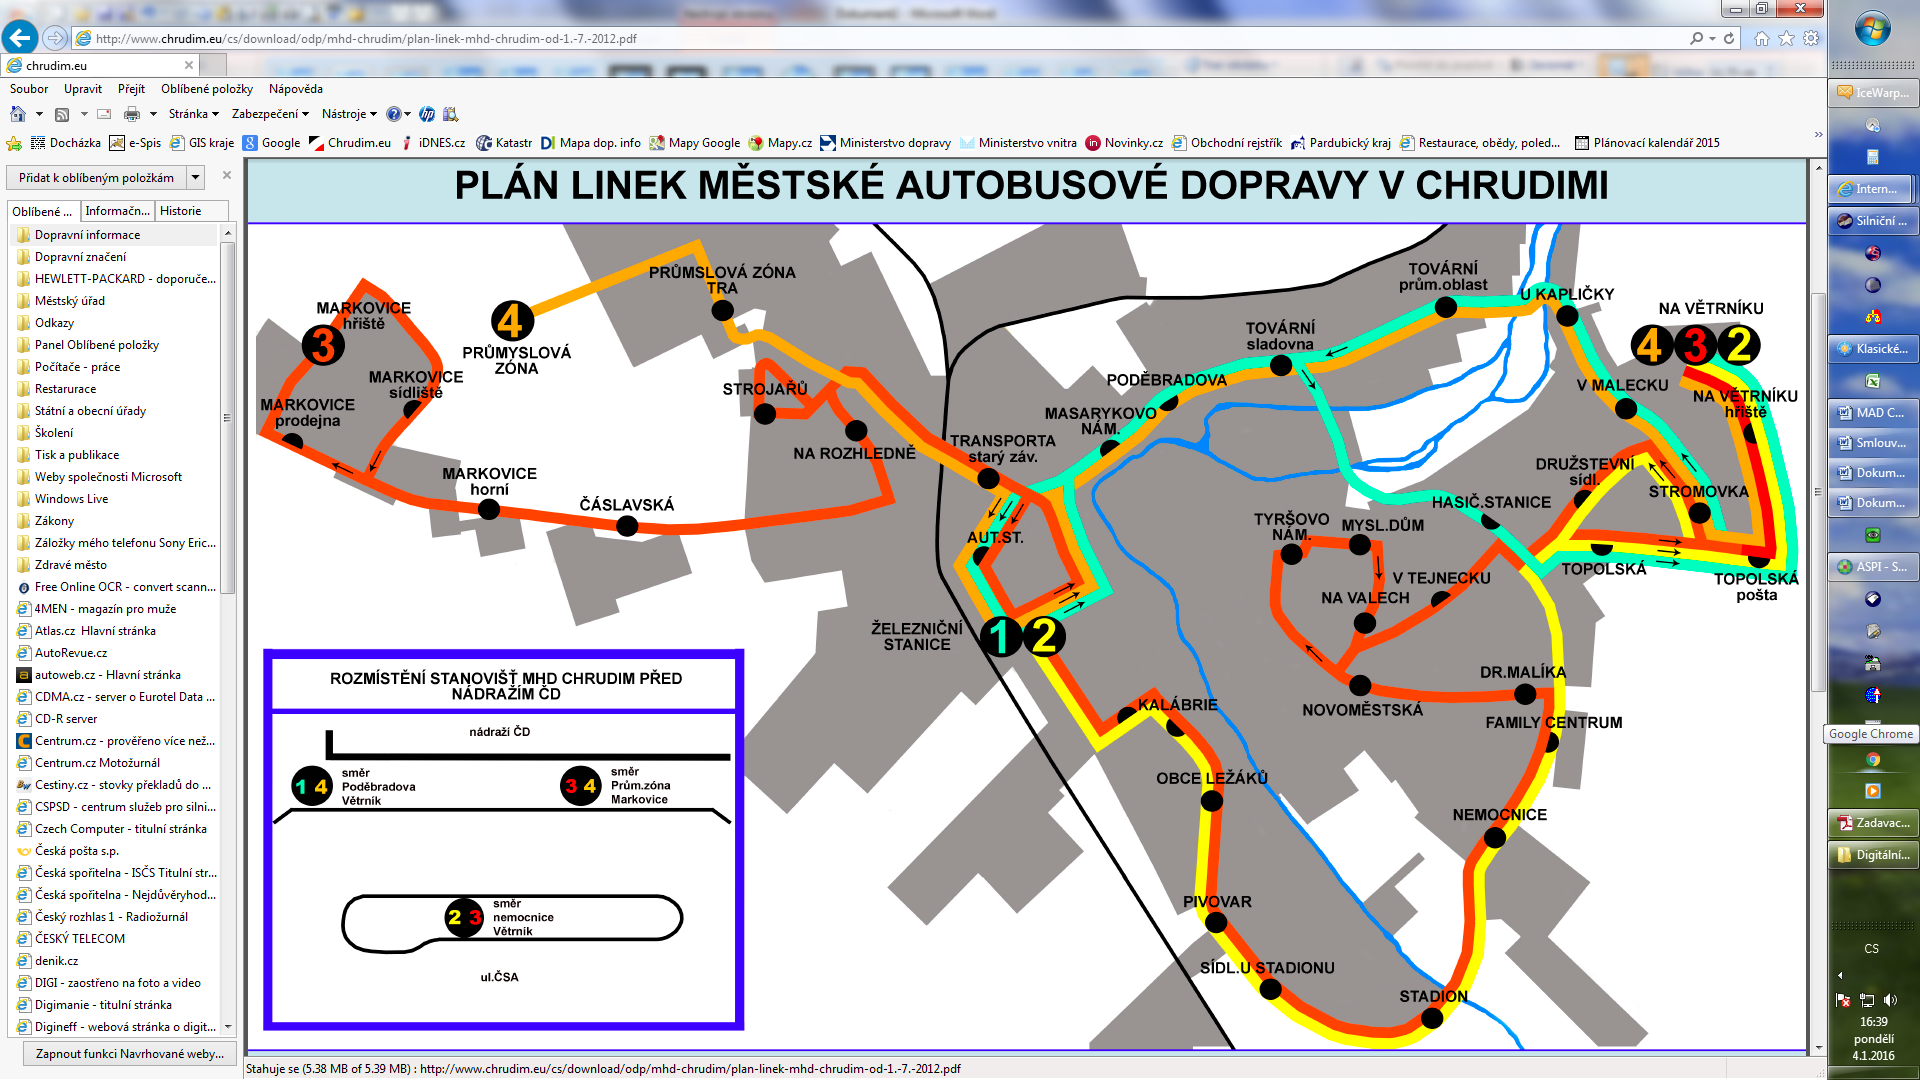 http://www.chrudim.eu/cs/download/odp/mhd-chrudim/plan-linek-mhd-chrudim-od-1.-7.-2012.pdf
chrudim.eu
Soubor Upravit Přejít Oblíbené položky Nápověda
Stránka Zabezpečení Nástroje
Docházka e-Spis GIS kraje Google Chrudim.eu iDNES.cz Katastr Mapa dop. info Mapy Google Mapy.cz Ministerstvo dopravy Ministerstvo vnitra Novinky.cz Obchodní rejstřík Pardubický kraj Restaurace, obědy, poled... Plánovací kalendář 2015
Přidat k oblíbeným položkám
Oblíbené ... Informačn... Historie
Dopravní informace
Dopravní značení
HEWLETT-PACKARD - doporuče...
Městský úřad
Odkazy
Panel Oblíbené položky
Počítače - práce
Restarurace
Státní a obecní úřady
Školení
Tisk a publikace
Weby společnosti Microsoft
Windows Live
Zákony
Záložky mého telefonu Sony Eric...
Zdravé město
Free Online OCR - convert scann...
4MEN - magazín pro muže
Atlas.cz Hlavní stránka
AutoRevue.cz
autoweb.cz - Hlavní stránka
CDMA.cz - server o Eurotel Data ...
CD-R server
Centrum.cz - prověřeno více než...
Centrum.cz Motožurnál
Cestiny.cz - stovky překladů do ...
CSPSD - centrum služeb pro silni...
Czech Computer - titulní stránka
Česká pošta s.p.
Česká spořitelna - ISČS Titulní str...
Česká spořitelna - Nejdůvěryhod...
Český rozhlas 1 - Radiožurnál
ČESKÝ TELECOM
denik.cz
DIGI - zaostřeno na foto a video
Digimanie - titulní stránka
Digineff - webová stránka o digit...
Zapnout funkci Navrhované weby...
PLÁN LINEK MĚSTSKÉ AUTOBUSOVÉ DOPRAVY V CHRUDIMI
MARKOVICE
hřiště
3
MARKOVICE
sídliště
MARKOVICE
prodejna
MARKOVICE
horní
ČÁSLAVSKÁ
4
PRŮMYSLOVÁ
ZÓNA
PRŮMSLOVÁ ZÓNA
TRA
STROJAŘŮ
NA ROZHLEDNĚ
TRANSPORTA
starý záv.
MASARYKOVO
NÁM.
PODĚBRADOVA
TOVÁRNÍ
sladovna
TOVÁRNÍ
prům.oblast
U KAPLIČKY
NA VĚTRNÍKU
4 3 2
V MALECKU
NA VĚTRNÍKU
hřiště
DRUŽSTEVNÍ
sídl.
STROMOVKA
HASIČ.STANICE
TOPOLSKÁ
TOPOLSKÁ
pošta
AUT.ST.
TYRŠOVO
NÁM.
MYSL.DŮM
V TEJNECKU
NA VALECH
ŽELEZNIČNÍ
STANICE
1 2
DR.MALÍKA
NOVOMĚSTSKÁ
FAMILY CENTRUM
KALÁBRIE
OBCE LEŽÁKŮ
NEMOCNICE
PIVOVAR
SÍDL.U STADIONU
STADION
ROZMÍSTĚNÍ STANOVIŠŤ MHD CHRUDIM PŘED
NÁDRAŽÍM ČD
nádraží ČD
1 4
směr
Poděbradova
Větrník
3 4
směr
Prům.zóna
Markovice
2 3
směr
nemocnice
Větrník
ul.ČSA
Stahuje se (5.38 MB of 5.39 MB) : http://www.chrudim.eu/cs/download/odp/mhd-chrudim/plan-linek-mhd-chrudim-od-1.-7.-2012.pdf
IceWarp...
Intern...
Silniční ...
Klasické...
MAD C...
Smlouv...
Dokum...
Dokum...
ASPI - S...
Google Chrome
Zadavac...
Digitální...
CS
16:39
pondělí
4.1.2016